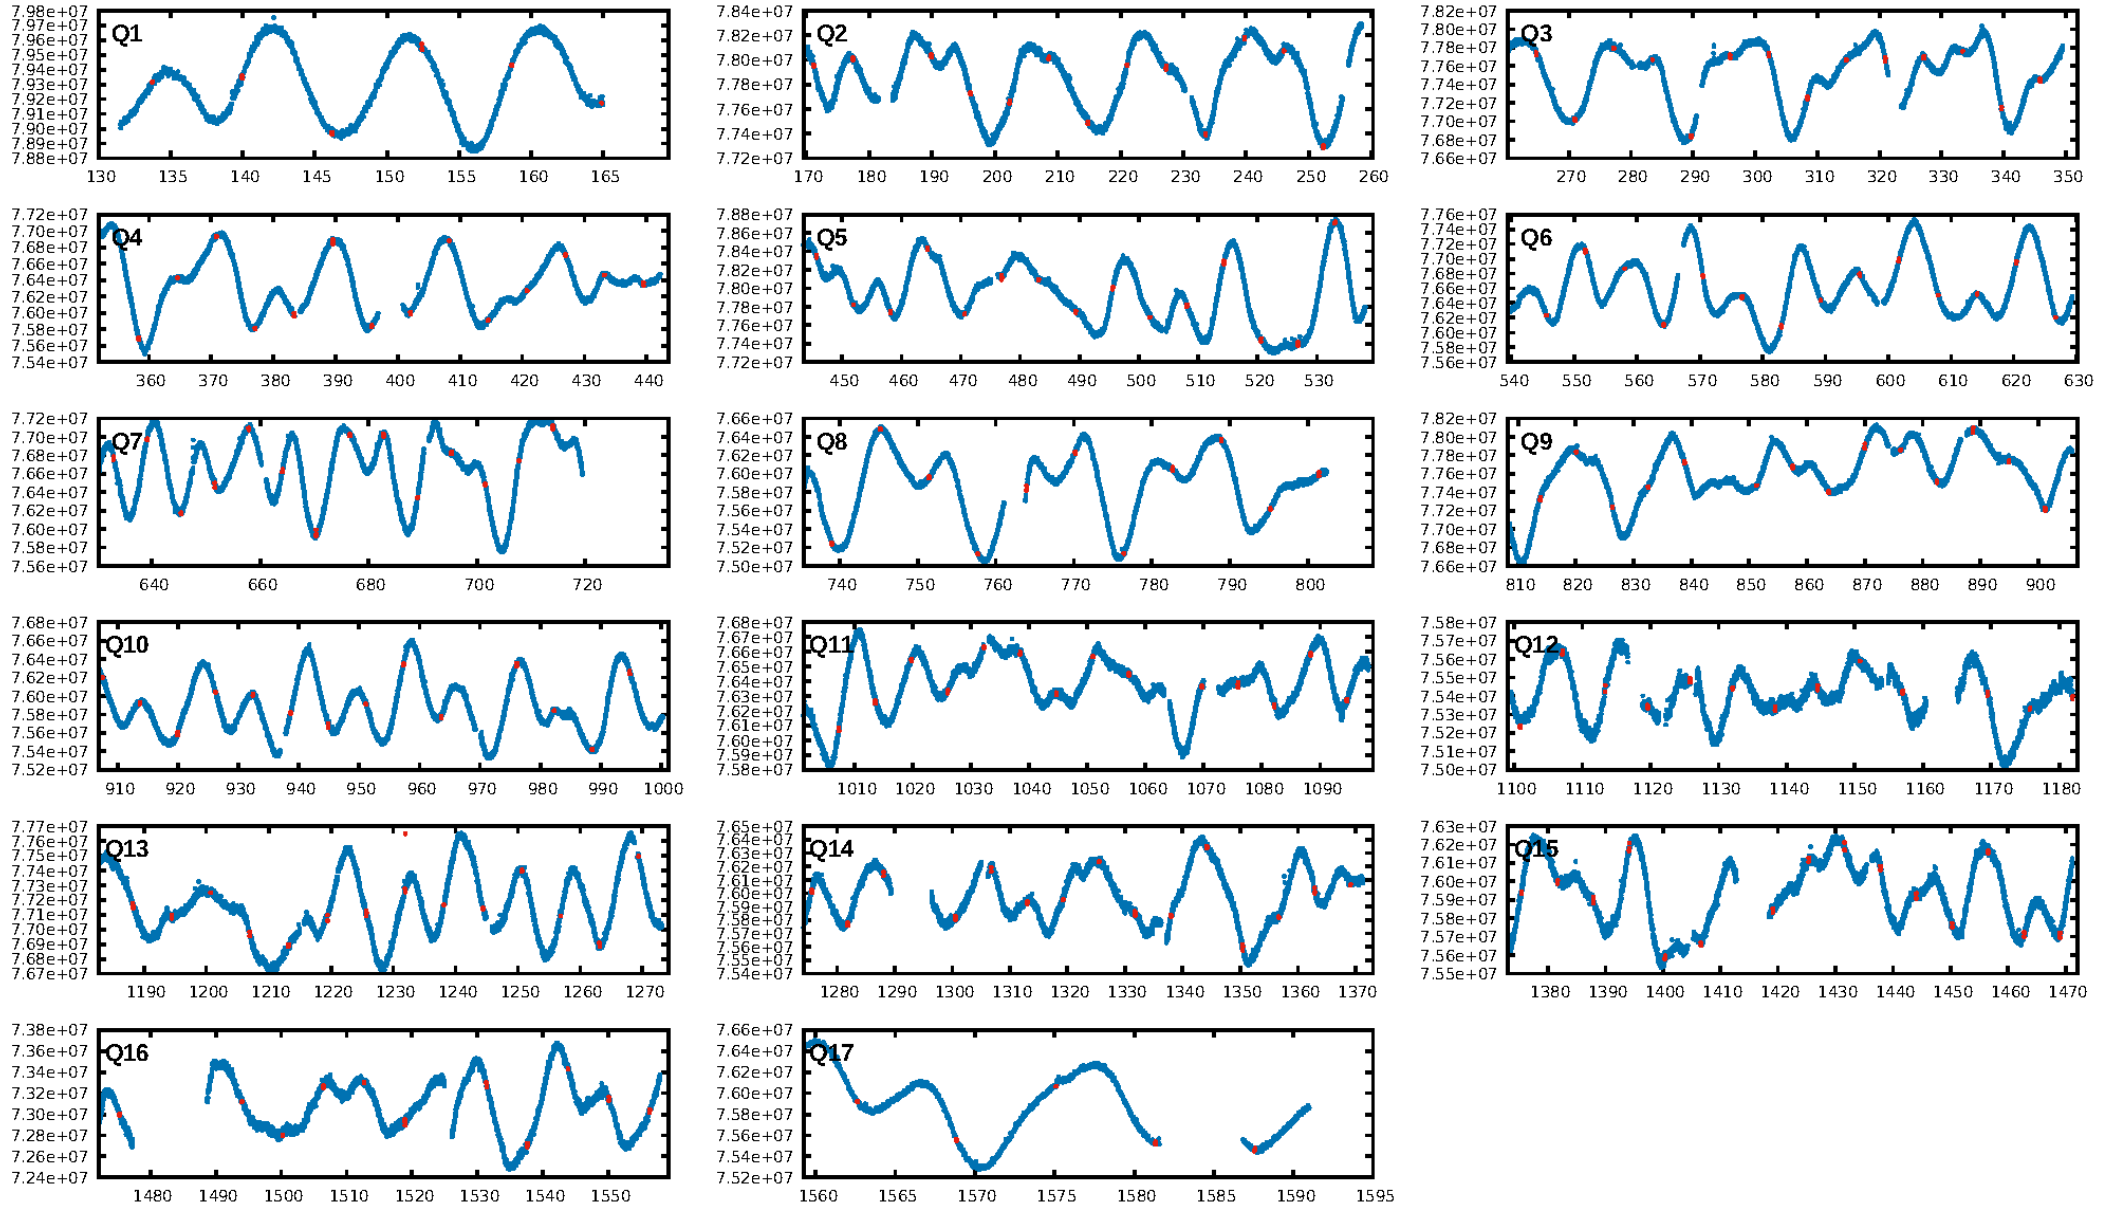 7.98e+07
7.97e+07
7.96e+07
7.95e+07
7.94e+07
7.93e+07
7.92e+07
7.91e+07
7.90e+07
7.89e+07
7.88e+07
Q1
130 135 140 145 150 155 160 165
7.84e+07
7.82e+07
7.80e+07
7.78e+07
7.76e+07
7.74e+07
7.72e+07
Q2
170 180 190 200 210 220 230 240 250 260
7.82e+07
7.80e+07
7.78e+07
7.76e+07
7.74e+07
7.72e+07
7.70e+07
7.68e+07
7.66e+07
Q3
270 280 290 300 310 320 330 340 350
7.72e+07
7.70e+07
7.68e+07
7.66e+07
7.64e+07
7.62e+07
7.60e+07
7.58e+07
7.56e+07
7.54e+07
Q4
360 370 380 390 400 410 420 430 440
7.88e+07
7.86e+07
7.84e+07
7.82e+07
7.80e+07
7.78e+07
7.76e+07
7.74e+07
7.72e+07
Q5
450 460 470 480 490 500 510 520 530
7.76e+07
7.74e+07
7.72e+07
7.70e+07
7.68e+07
7.66e+07
7.64e+07
7.62e+07
7.60e+07
7.58e+07
7.56e+07
Q6
540 550 560 570 580 590 600 610 620 630
7.72e+07
7.70e+07
7.68e+07
7.66e+07
7.64e+07
7.62e+07
7.60e+07
7.58e+07
7.56e+07
Q7
640 660 680 700 720
7.66e+07
7.64e+07
7.62e+07
7.60e+07
7.58e+07
7.56e+07
7.54e+07
7.52e+07
7.50e+07
Q8
740 750 760 770 780 790 800
7.82e+07
7.80e+07
7.78e+07
7.76e+07
7.74e+07
7.72e+07
7.70e+07
7.68e+07
7.66e+07
Q9
810 820 830 840 850 860 870 880 890 900
7.68e+07
7.66e+07
7.64e+07
7.62e+07
7.60e+07
7.58e+07
7.56e+07
7.54e+07
7.52e+07
Q10
910 920 930 940 950 960 970 980 990 1000
7.68e+07
7.67e+07
7.66e+07
7.65e+07
7.64e+07
7.63e+07
7.62e+07
7.61e+07
7.60e+07
7.59e+07
7.58e+07
Q11
1010 1020 1030 1040 1050 1060 1070 1080 1090
7.58e+07
7.57e+07
7.56e+07
7.55e+07
7.54e+07
7.53e+07
7.52e+07
7.51e+07
7.50e+07
Q12
1100 1110 1120 1130 1140 1150 1160 1170 1180
7.77e+07
7.76e+07
7.75e+07
7.74e+07
7.73e+07
7.72e+07
7.71e+07
7.70e+07
7.69e+07
7.68e+07
7.67e+07
Q13
1190 1200 1210 1220 1230 1240 1250 1260 1270
7.65e+07
7.64e+07
7.63e+07
7.62e+07
7.61e+07
7.60e+07
7.59e+07
7.58e+07
7.57e+07
7.56e+07
7.55e+07
7.54e+07
Q14
1280 1290 1300 1310 1320 1330 1340 1350 1360 1370
7.63e+07
7.62e+07
7.61e+07
7.60e+07
7.59e+07
7.58e+07
7.57e+07
7.56e+07
7.55e+07
Q15
1380 1390 1400 1410 1420 1430 1440 1450 1460 1470
7.38e+07
7.36e+07
7.34e+07
7.32e+07
7.30e+07
7.28e+07
7.26e+07
7.24e+07
Q16
1480 1490 1500 1510 1520 1530 1540 1550
7.66e+07
7.64e+07
7.62e+07
7.60e+07
7.58e+07
7.56e+07
7.54e+07
7.52e+07
Q17
1560 1565 1570 1575 1580 1585 1590 1595